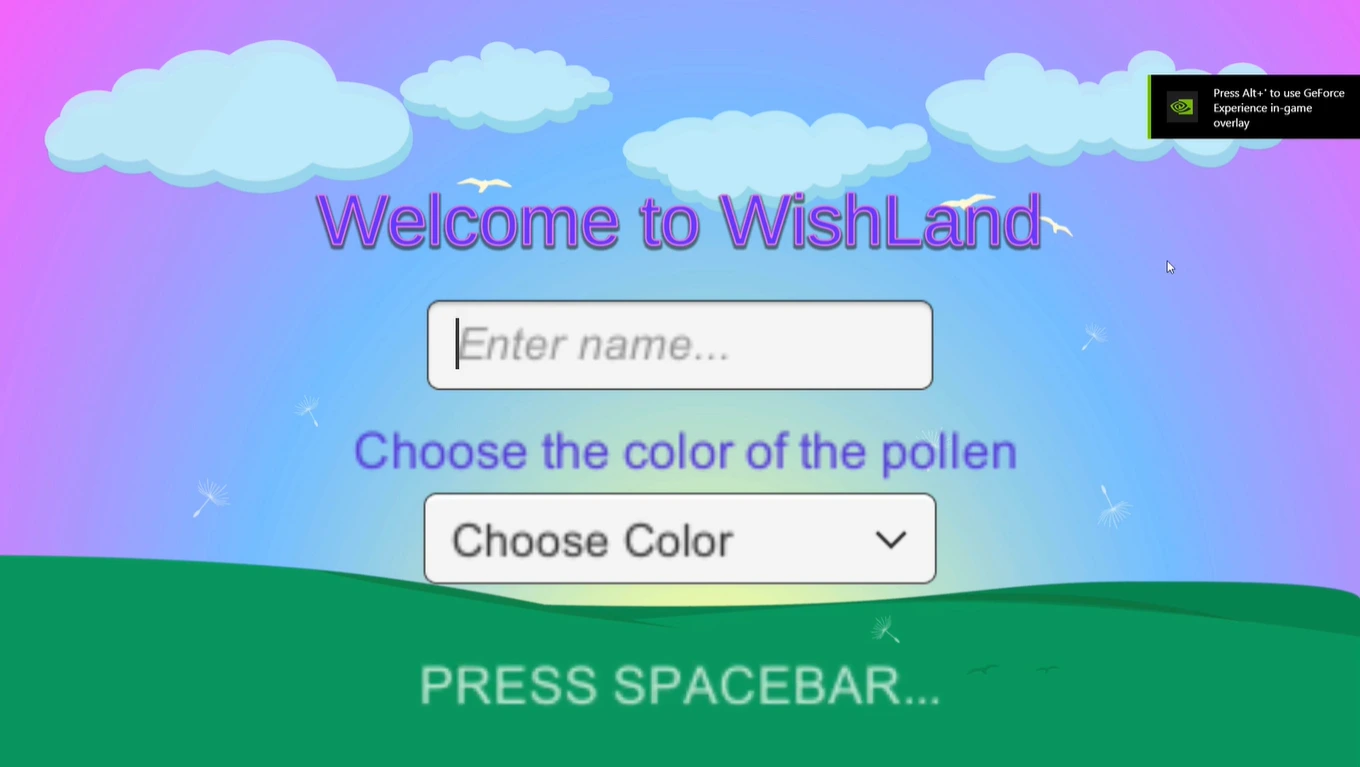 Press Alt+' to use GeForce
Experience in-game
overlay
Welcome to WishLand
Enter name...
Choose the color of the pollen
Choose Color
PRESS SPACEBAR...